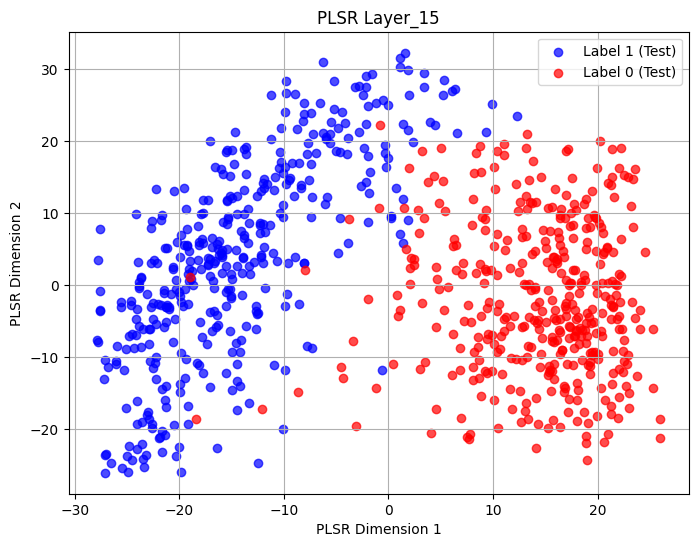 PLSR Layer_15
Label 1 (Test)
Label 0 (Test)
30
20
10
0
−10
−20
PLSR Dimension 2
−30
−20
−10
0
10
20
PLSR Dimension 1